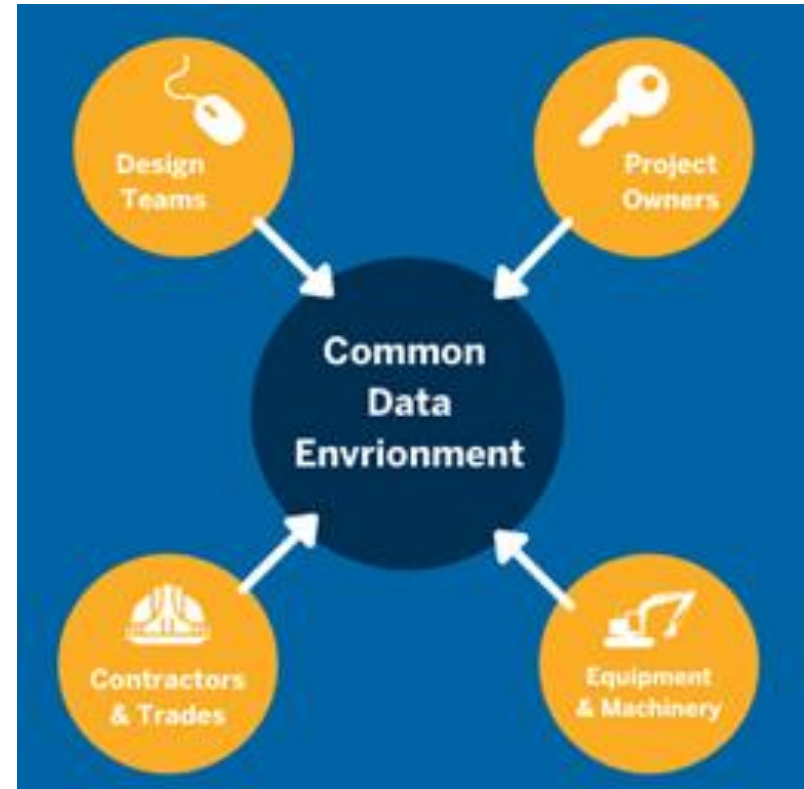 Design
Teams
Project
Owners
Common
Data
Envrionment
Contractors
& Trades
Equipment
& Machinery